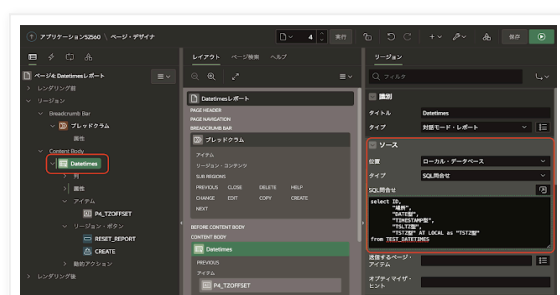 アプリケーション52560 \ ページ・デザイナ
4
実行
保存
ページ4: Datetimesレポート
レンダリング前
リージョン
Breadcrumb Bar
ブレッドクラム
属性
Content Body
Datetimes
列
属性
アイテム
P4_TZOFFSET
リージョン・ボタン
RESET_REPORT
CREATE
動的アクション
レンダリング後
レイアウト ページ検索 ヘルプ
Datetimesレポート
PAGE HEADER
PAGE NAVIGATION
BREADCRUMB BAR
ブレッドクラム
アイテム
リージョン・コンテンツ
SUB REGIONS
PREVIOUS CLOSE DELETE HELP
CHANGE EDIT COPY CREATE
NEXT
BEFORE CONTENT BODY
CONTENT BODY
Datetimes
PREVIOUS
アイテム
P4_TZOFFSET
リージョン
フィルタ
識別
タイトル Datetimes
タイプ 対話モード・レポート
ソース
位置 ローカル・データベース
タイプ SQL問合せ
SQL問合せ
select ID,
"場所",
"DATE型",
"TIMESTAMP型",
"TSLTZ型",
"TSTZ型" AT LOCAL as "TSTZ型"
from TEST_DATETIMES
送信するページ・
アイテム
オプティマイザ・
ヒント